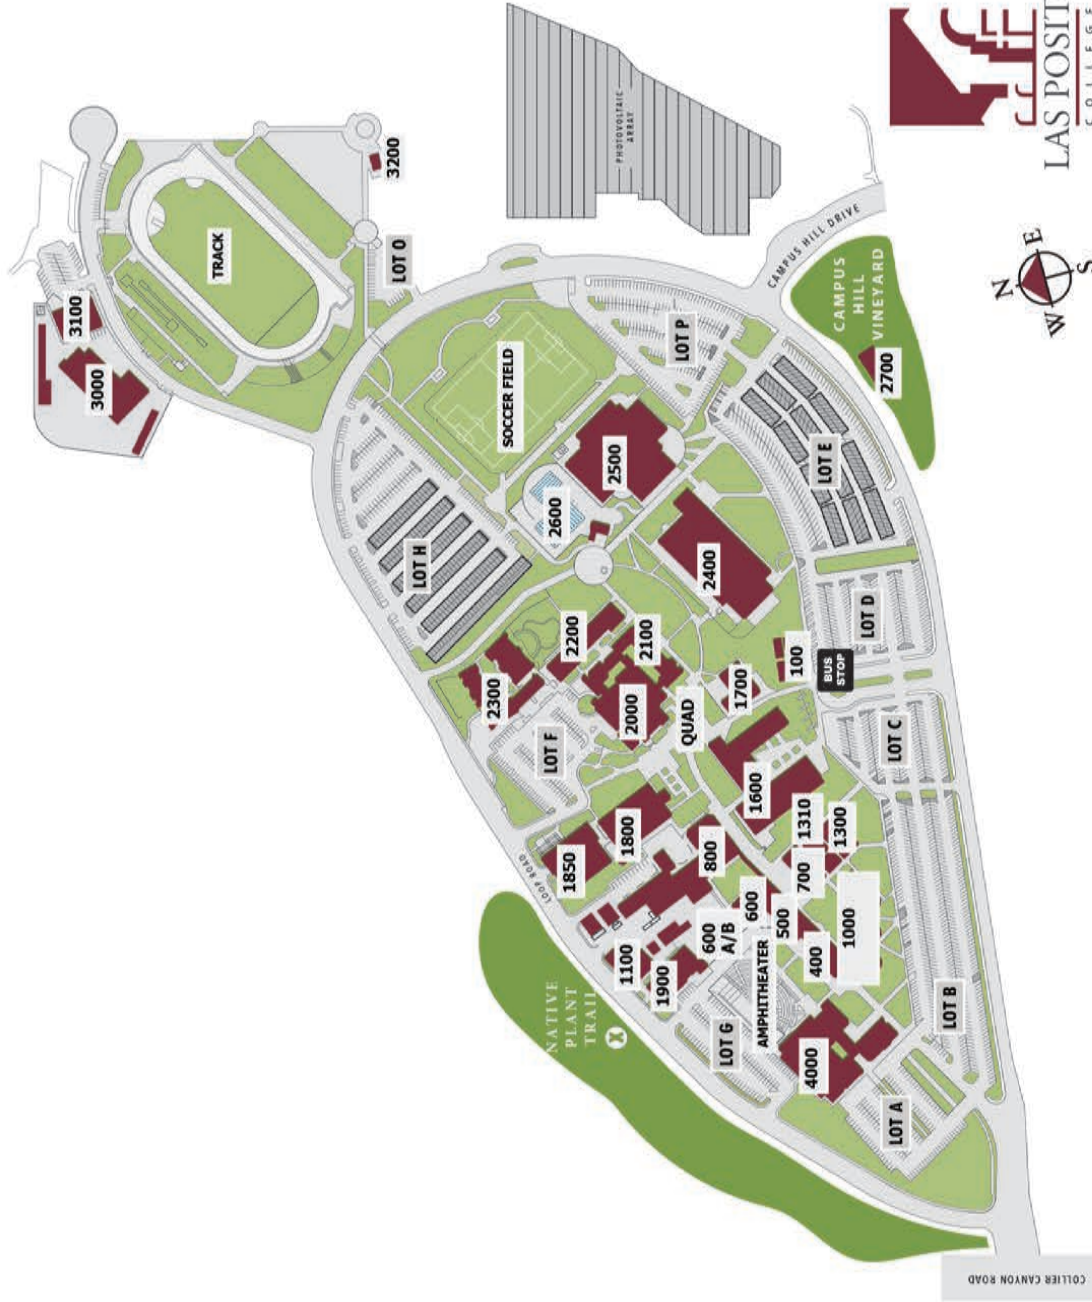 3100
3000
TRACK
3200
LOT O
PHOTOVOLTAIC
ARRAY
LAS POSIT
COLLEGE
N
E
S
W
CAMPUS HILL DRIVE
CAMPUS
HILL
VINEYARD
2700
LOT P
SOCCER FIELD
2500
2600
LOT H
LOT E
2400
2200
2100
2300
2000
QUAD
1700
100
BUS
STOP
LOT D
LOT F
LOT C
1600
1800
1850
LOOP ROAD
800
1310
1300
700
600
500
600
A/B
1000
400
AMPHITHEATER
1100
1900
NATIVE
PLANT
TRAIL
LOT G
LOT B
4000
LOT A
COLLIER CANYON ROAD